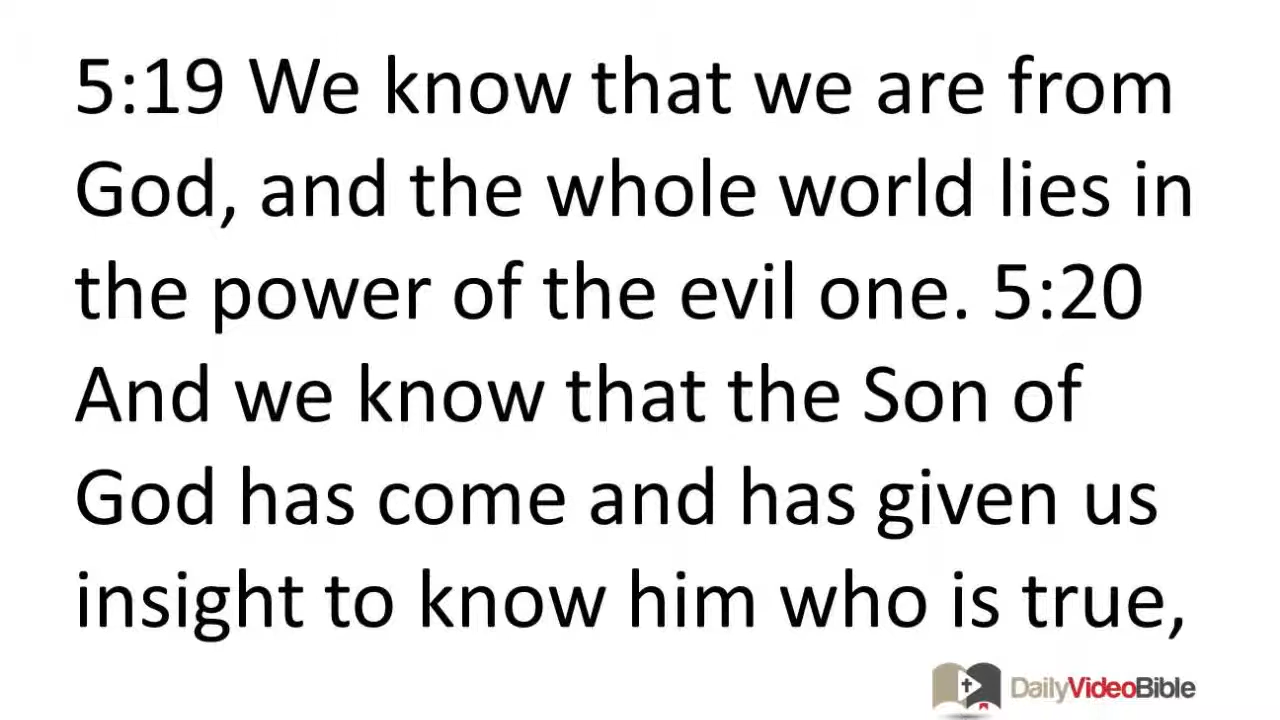 5:19 We know that we are from
God, and the whole world lies in
the power of the evil one. 5:20
And we know that the Son of
God has come and has given us
insight to know him who is true,
DailyVideoBible